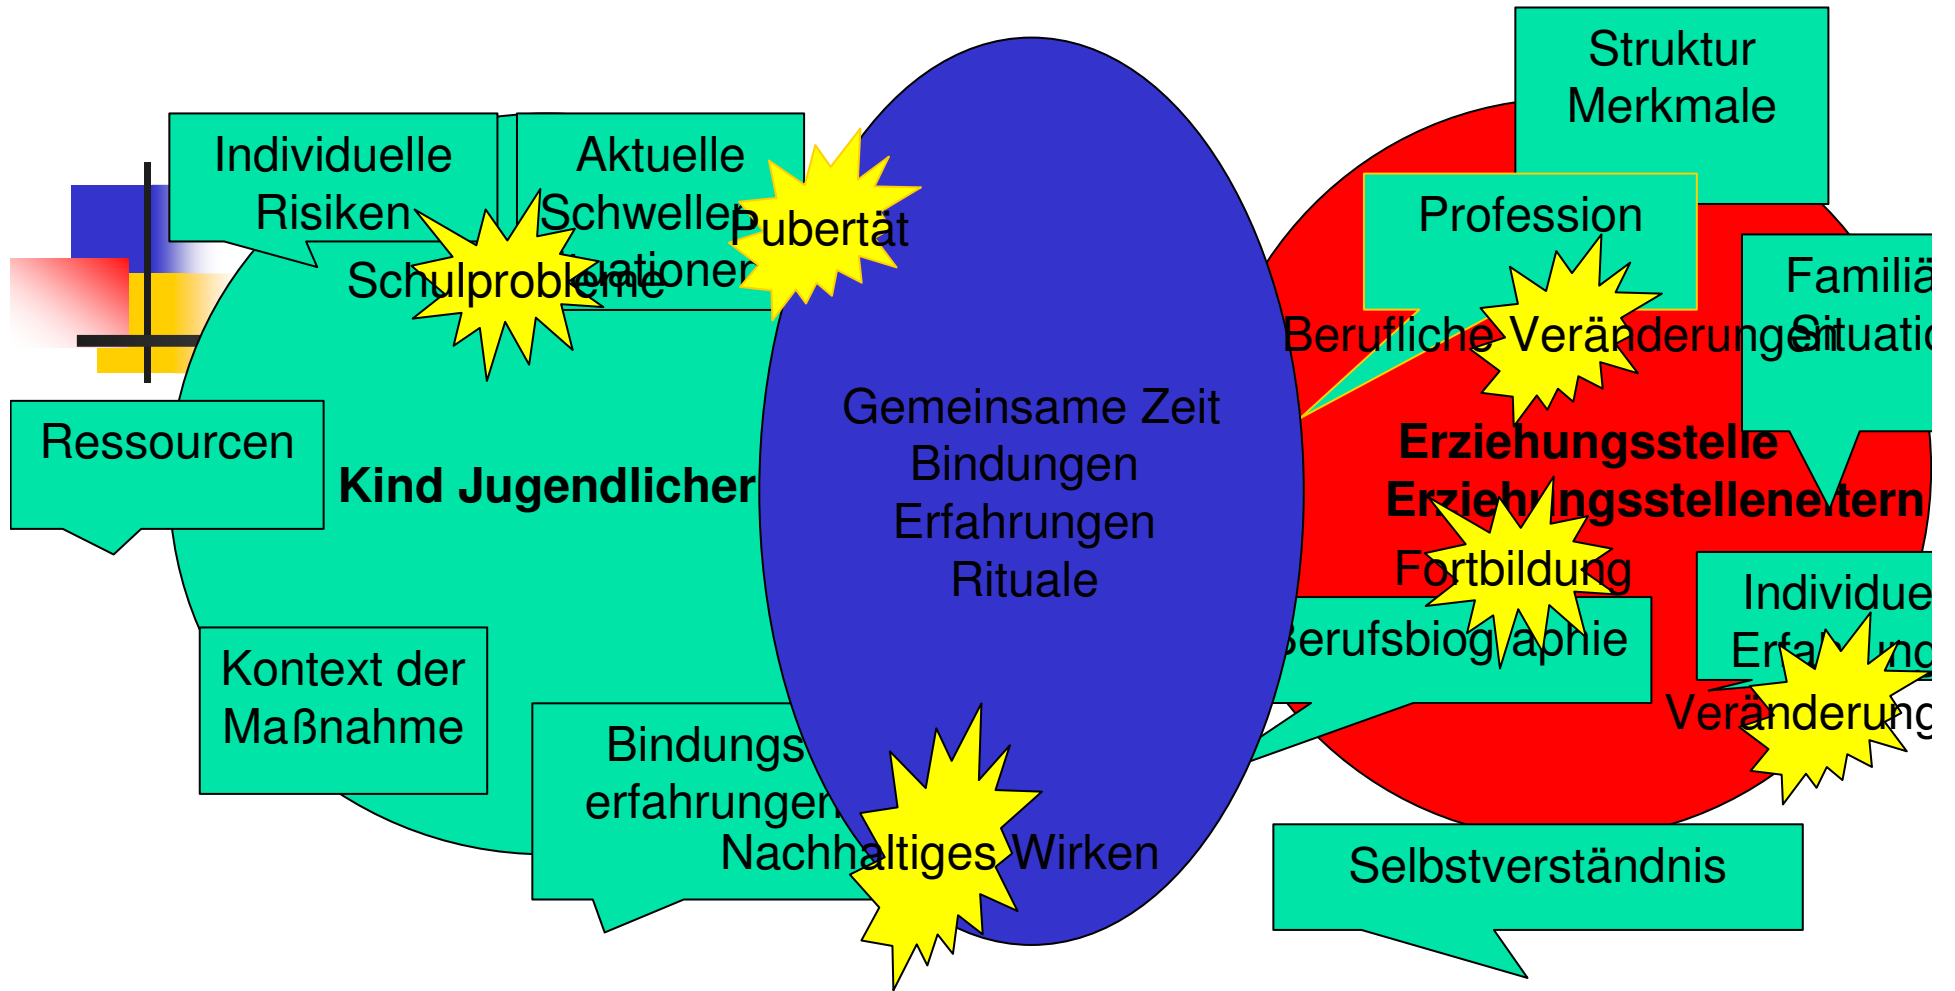 Struktur
Merkmale
Individuelle
Risiken
Aktuelle
Schwellen
Pubertät
Schulprobleme
Profession
Berufliche Veränderungen
Ressourcen
Kind Jugendlicher
Gemeinsame Zeit
Bindungen
Erfahrungen
Rituale
Erziehungsstelle
Erziehungsstelleneltern
Fortbildung
Berufsbiographie
Kontext der
Maßnahme
Bindungs
erfahrungen
Nachhaltiges Wirken
Selbstverständnis